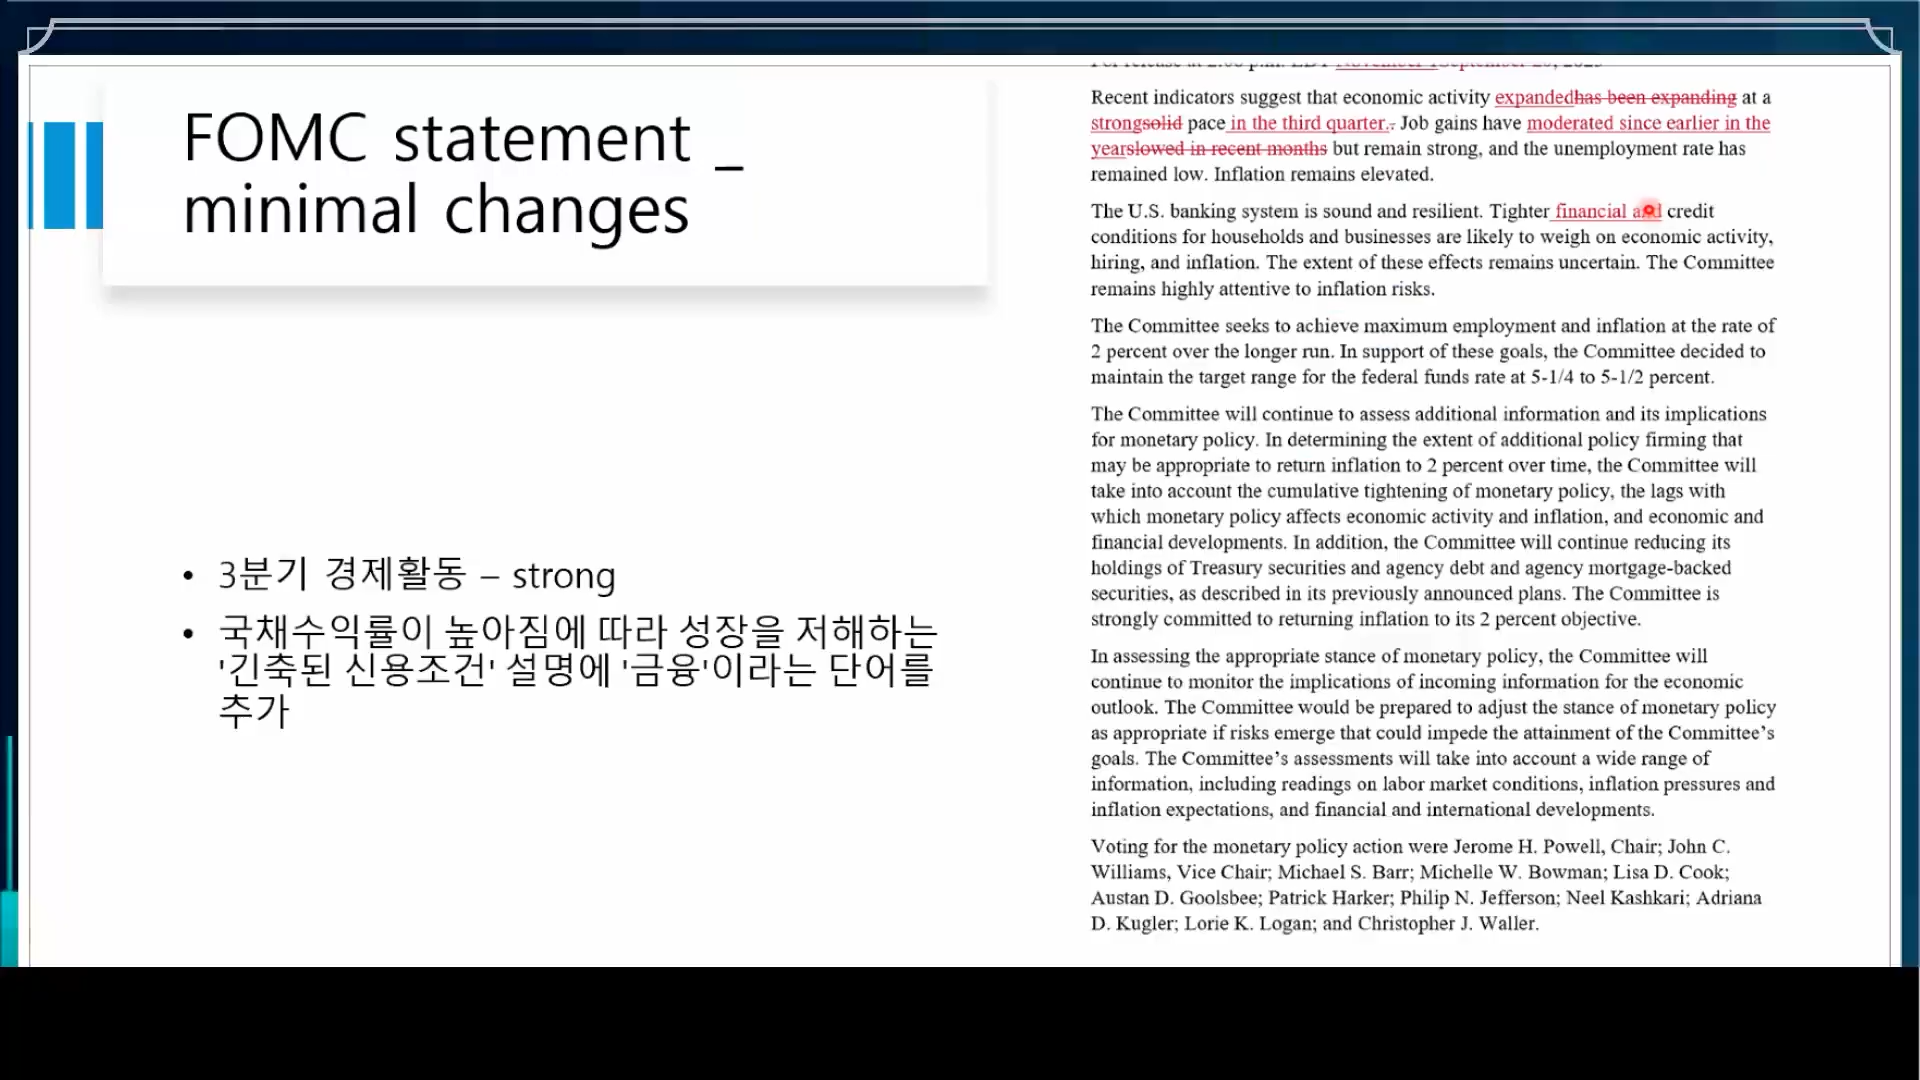 FOMC statement _
minimal changes
• 3분기 경제활동 – strong
• 국채수익률이 높아짐에 따라 성장을 저해하는
'긴축된 신용조건' 설명에 '금융'이라는 단어를
추가
For release at 2:00 p.m. EDT November 1September 20, 2023
Recent indicators suggest that economic activity expandedhas been expanding at a
strongsolid pace in the third quarter.. Job gains have moderated since earlier in the
yearslowed in recent months but remain strong, and the unemployment rate has
remained low. Inflation remains elevated.
The U.S. banking system is sound and resilient. Tighter financial and credit
conditions for households and businesses are likely to weigh on economic activity,
hiring, and inflation. The extent of these effects remains uncertain. The Committee
remains highly attentive to inflation risks.
The Committee seeks to achieve maximum employment and inflation at the rate of
2 percent over the longer run. In support of these goals, the Committee decided to
maintain the target range for the federal funds rate at 5-1/4 to 5-1/2 percent.
The Committee will continue to assess additional information and its implications
for monetary policy. In determining the extent of additional policy firming that
may be appropriate to return inflation to 2 percent over time, the Committee will
take into account the cumulative tightening of monetary policy, the lags with
which monetary policy affects economic activity and inflation, and economic and
financial developments. In addition, the Committee will continue reducing its
holdings of Treasury securities and agency debt and agency mortgage-backed
securities, as described in its previously announced plans. The Committee is
strongly committed to returning inflation to its 2 percent objective.
In assessing the appropriate stance of monetary policy, the Committee will
continue to monitor the implications of incoming information for the economic
outlook. The Committee would be prepared to adjust the stance of monetary policy
as appropriate if risks emerge that could impede the attainment of the Committee’s
goals. The Committee’s assessments will take into account a wide range of
information, including readings on labor market conditions, inflation pressures and
inflation expectations, and financial and international developments.
Voting for the monetary policy action were Jerome H. Powell, Chair; John C.
Williams, Vice Chair; Michael S. Barr; Michelle W. Bowman; Lisa D. Cook;
Austan D. Goolsbee; Patrick Harker; Philip N. Jefferson; Neel Kashkari; Adriana
D. Kugler; Lorie K. Logan; and Christopher J. Waller.